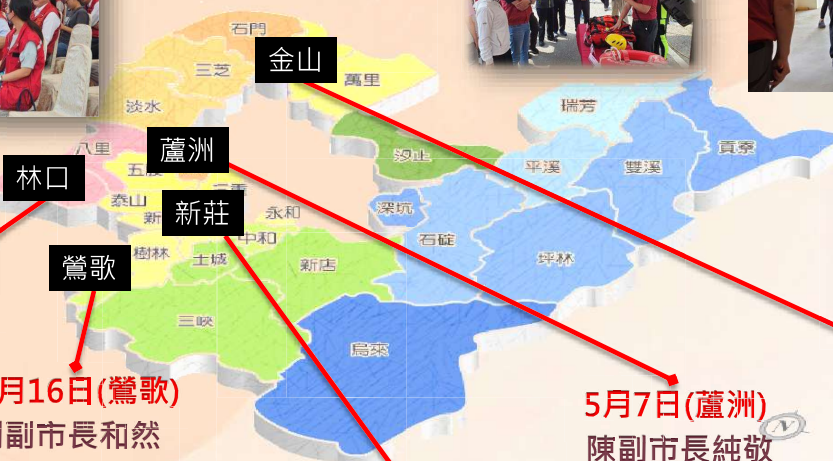 石門
金山
三芝
萬里
淡水
瑞芳
八里
蘆洲
汐止
貢寮
五股
平溪
雙溪
林口
泰山
三重
深坑
新莊
永和
新
中和
石碇
樹林
土城
新店
坪林
鶯歌
三峽
烏來
月16日(鶯歌)
副市長和然
5月7日(蘆洲)
陳副市長純敬
N